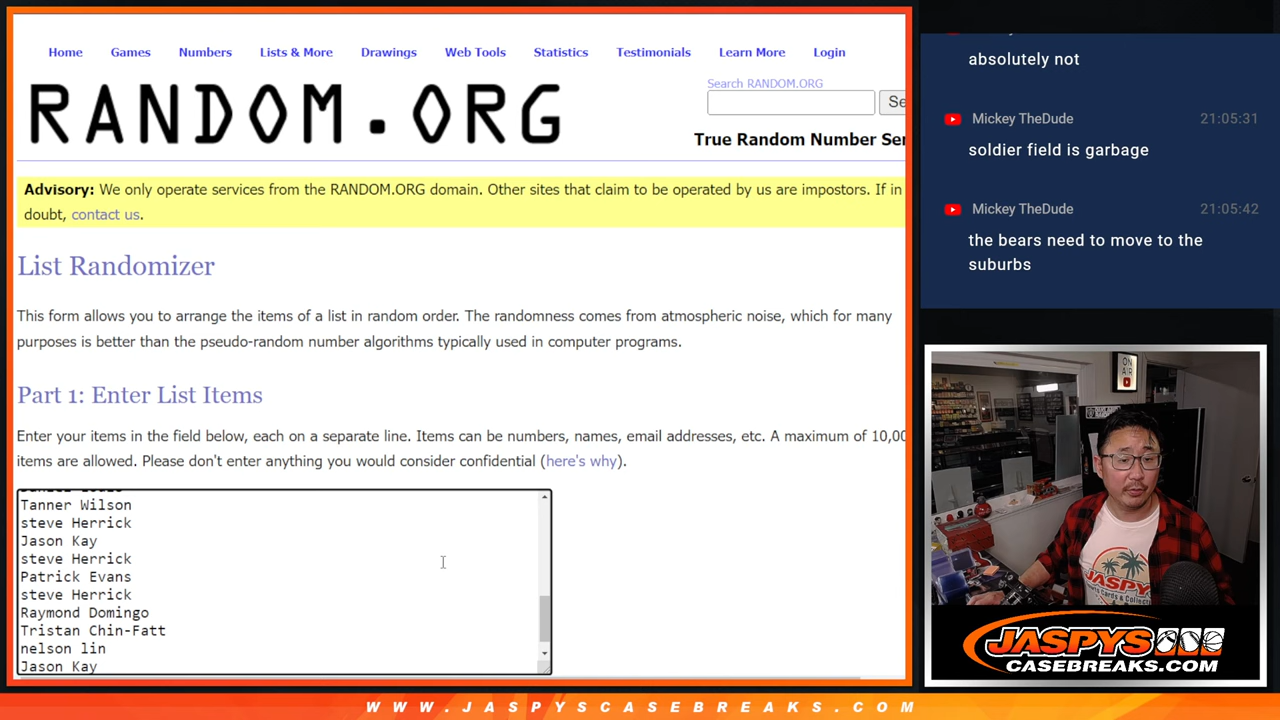 Home Games Numbers Lists & More Drawings Web Tools Statistics Testimonials Learn More Login
RANDOM.ORG
Search RANDOM.ORG
Se
True Random Number Ser
Advisory: We only operate services from the RANDOM.ORG domain. Other sites that claim to be operated by us are impostors. If in
doubt, contact us.
List Randomizer
This form allows you to arrange the items of a list in random order. The randomness comes from atmospheric noise, which for many
purposes is better than the pseudo-random number algorithms typically used in computer programs.
Part 1: Enter List Items
Enter your items in the field below, each on a separate line. Items can be numbers, names, email addresses, etc. A maximum of 10,00
items are allowed. Please don't enter anything you would consider confidential (here's why).
Tanner Wilson
steve Herrick
Jason Kay
steve Herrick
Patrick Evans
steve Herrick
Raymond Domingo
Tristan Chin-Fatt
nelson lin
Jason Kay
absolutely not
Mickey TheDude 21:05:31
soldier field is garbage
Mickey TheDude 21:05:42
the bears need to move to the
suburbs
ON
AIR
JASPYS
JASPYS
CASEBREAKS.COM
WWW.JASPYSCASEBREAKS.COM